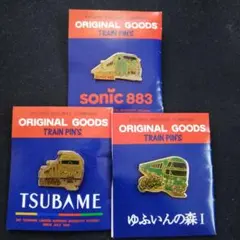 ORIGINAL GOODS
TRAIN PINS
sonic 883
ORIGINAL GOODS
TRAIN PINS
TSUBAME
ORIGINAL GOODS
TRAIN PINS
ゆふいんの森 I